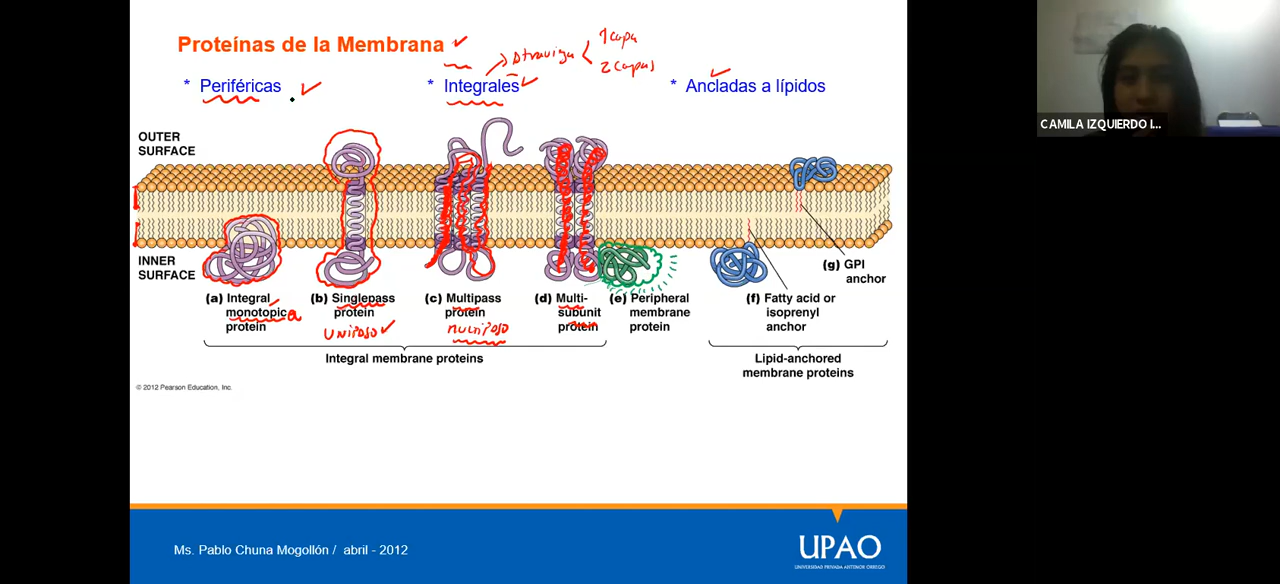 Proteínas de la Membrana
Atraviesa
1 capa
2 capas
* Periféricas
* Integrales
* Ancladas a lípidos
CAMILA IZQUIERDO I...
OUTER
SURFACE
INNER
SURFACE
(a) Integral
monotopic a
protein
(b) Singlepass
protein
UNIPASO
(c) Multipass
protein
MULTIPASO
(d) Multi-
subunit
protein
(e) Peripheral
membrane
protein
(f) Fatty acid or
isoprenyl
anchor
(g) GPI
anchor
Integral membrane proteins
Lipid-anchored
membrane proteins
© 2012 Pearson Education, Inc.
Ms. Pablo Chuna Mogollón / abril - 2012
UPAO
UNIVERSIDAD PRIVADA ANTENOR ORREGO